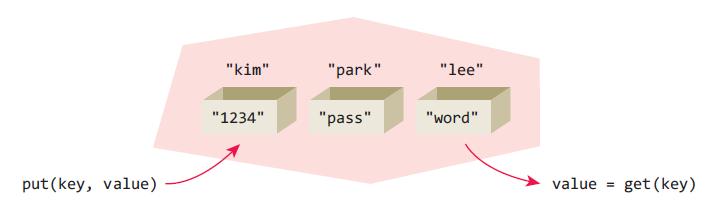 "kim" "park" "lee"
"1234" "pass" "word"
put(key, value) value = get(key)